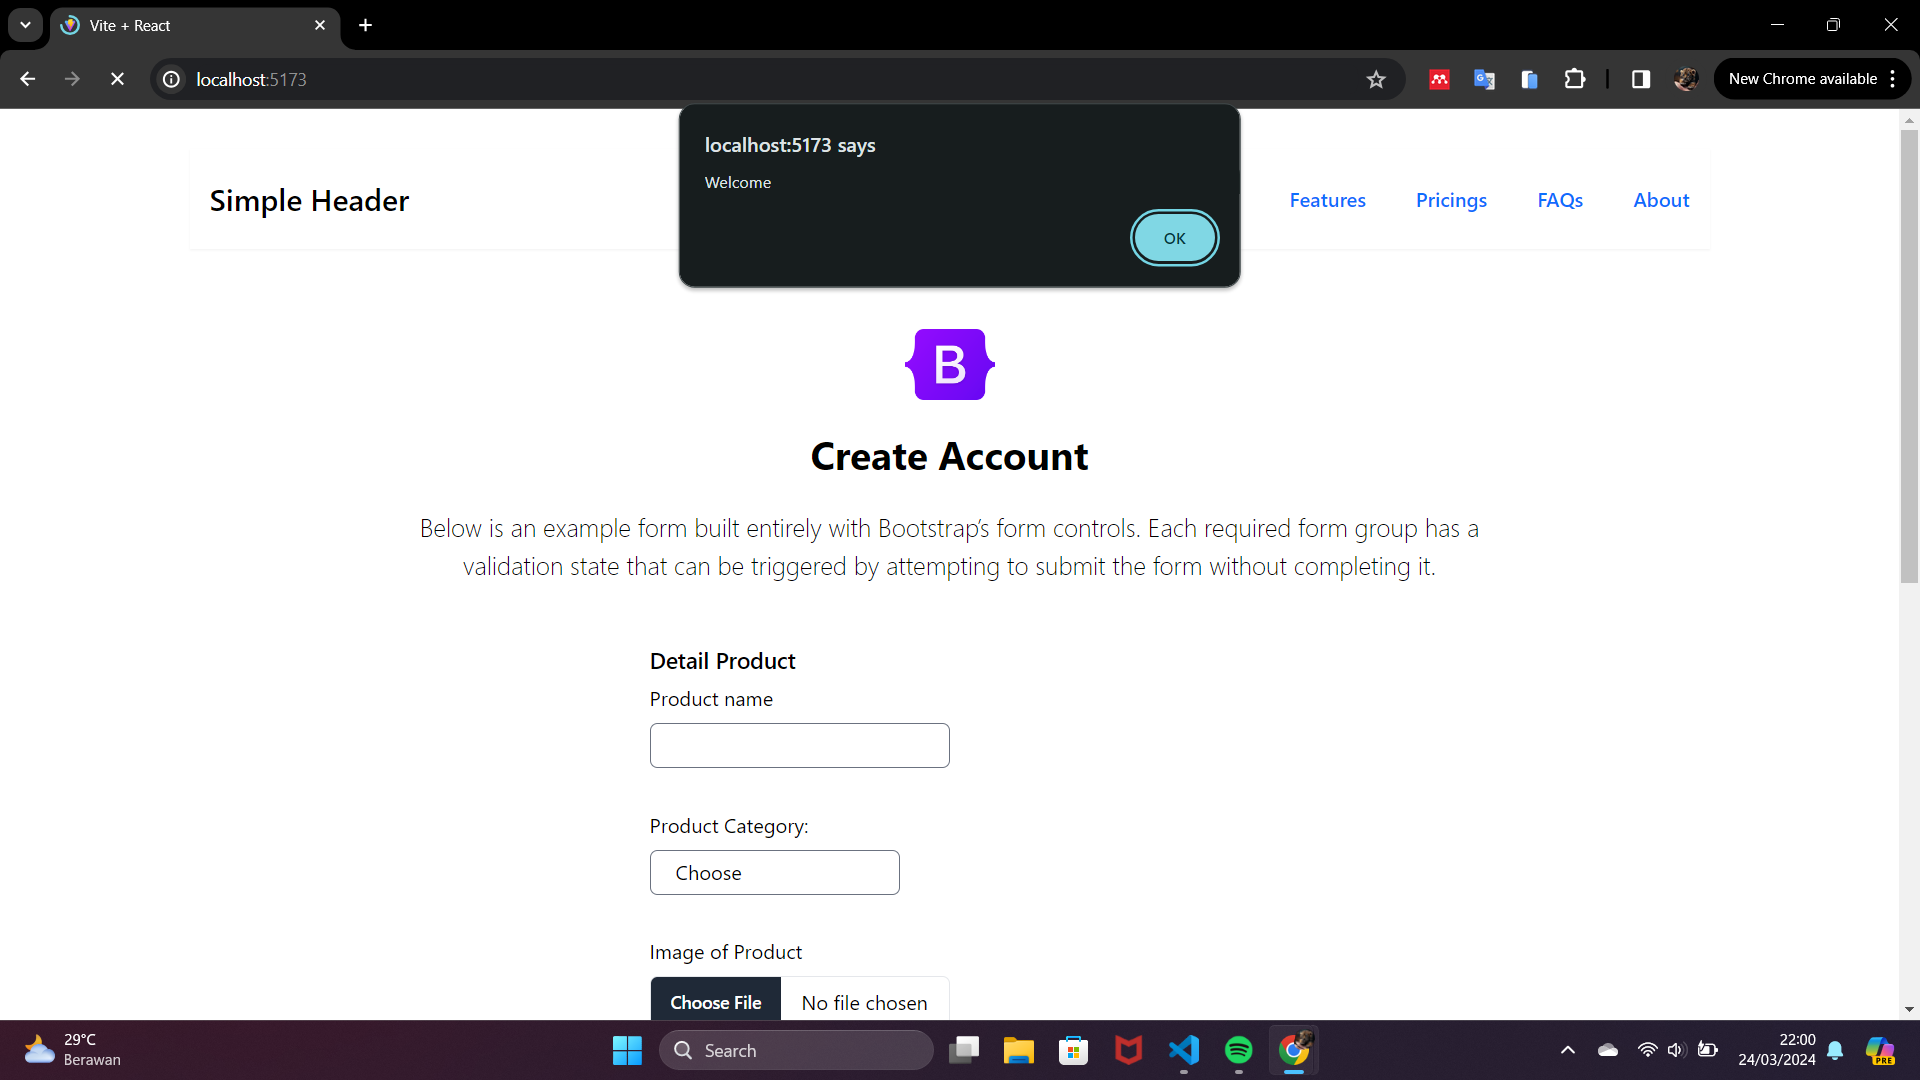 Vite + React
localhost:5173
New Chrome available
localhost:5173 says
Welcome
OK
Simple Header
Features
Pricings
FAQs
About
B
Create Account
Below is an example form built entirely with Bootstrap's form controls. Each required form group has a
validation state that can be triggered by attempting to submit the form without completing it.
Detail Product
Product name
Product Category:
Choose
Image of Product
Choose File
No file chosen
29°C
Berawan
Search
22:00
24/03/2024
PRE